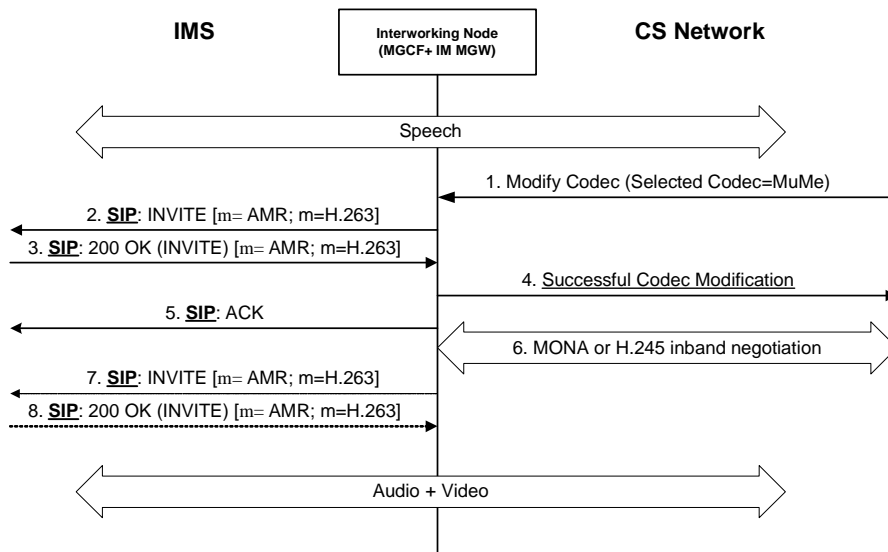 IMS
Interworking Node
(MGCF+ IM MGW)
CS Network
Speech
1. Modify Codec (Selected Codec=MuMe)
2. SIP: INVITE [m= AMR; m=H.263]
3. SIP: 200 OK (INVITE) [m= AMR; m=H.263]
4. Successful Codec Modification
5. SIP: ACK
6. MONA or H.245 inband negotiation
7. SIP: INVITE [m= AMR; m=H.263]
8. SIP: 200 OK (INVITE) [m= AMR; m=H.263]
Audio + Video